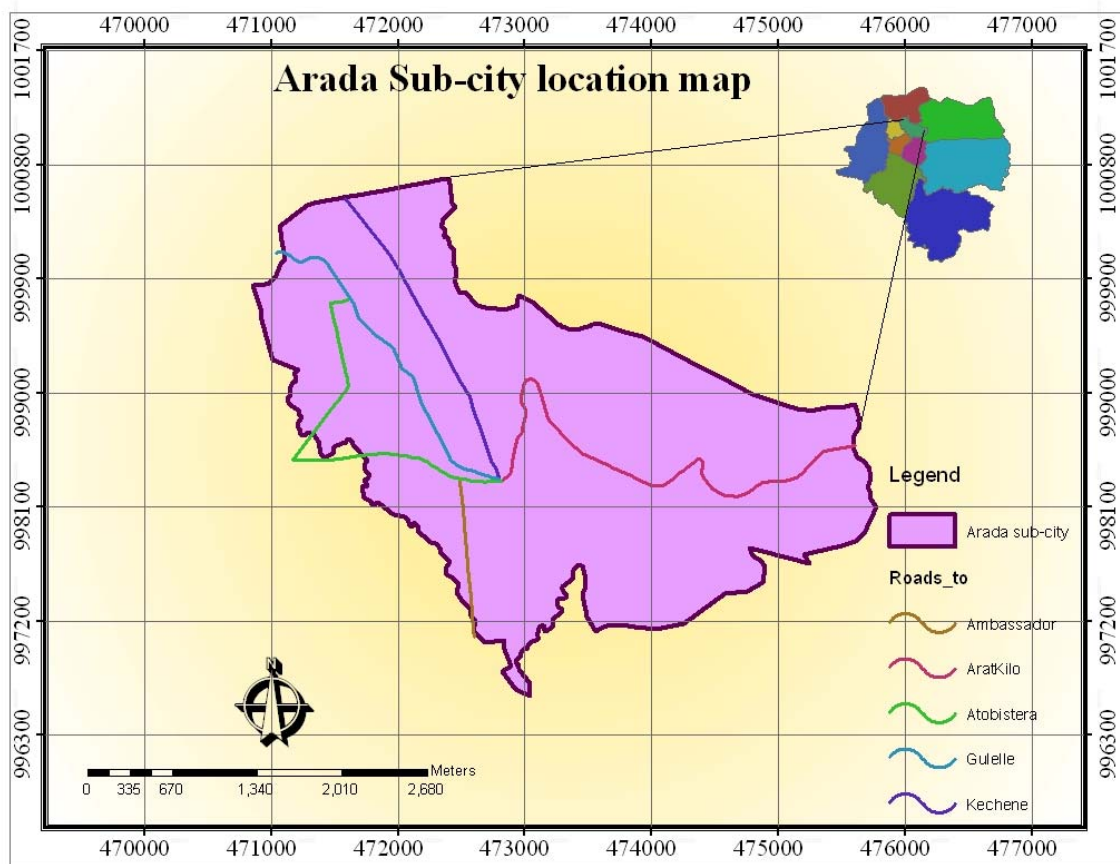 470000 471000 472000 473000 474000 475000 476000 477000
1001700 1001700
Arada Sub-city location map
1000800 1000800
999900 999900
999000 999000
Legend
998100 998100
Arada sub-city
Roads_to
997200 997200
Ambassador
AratKilo
N
Atobistera
996300 996300
Gulelle
Meters
0 335 670 1,340 2,010 2,680
Kechene
470000 471000 472000 473000 474000 475000 476000 477000